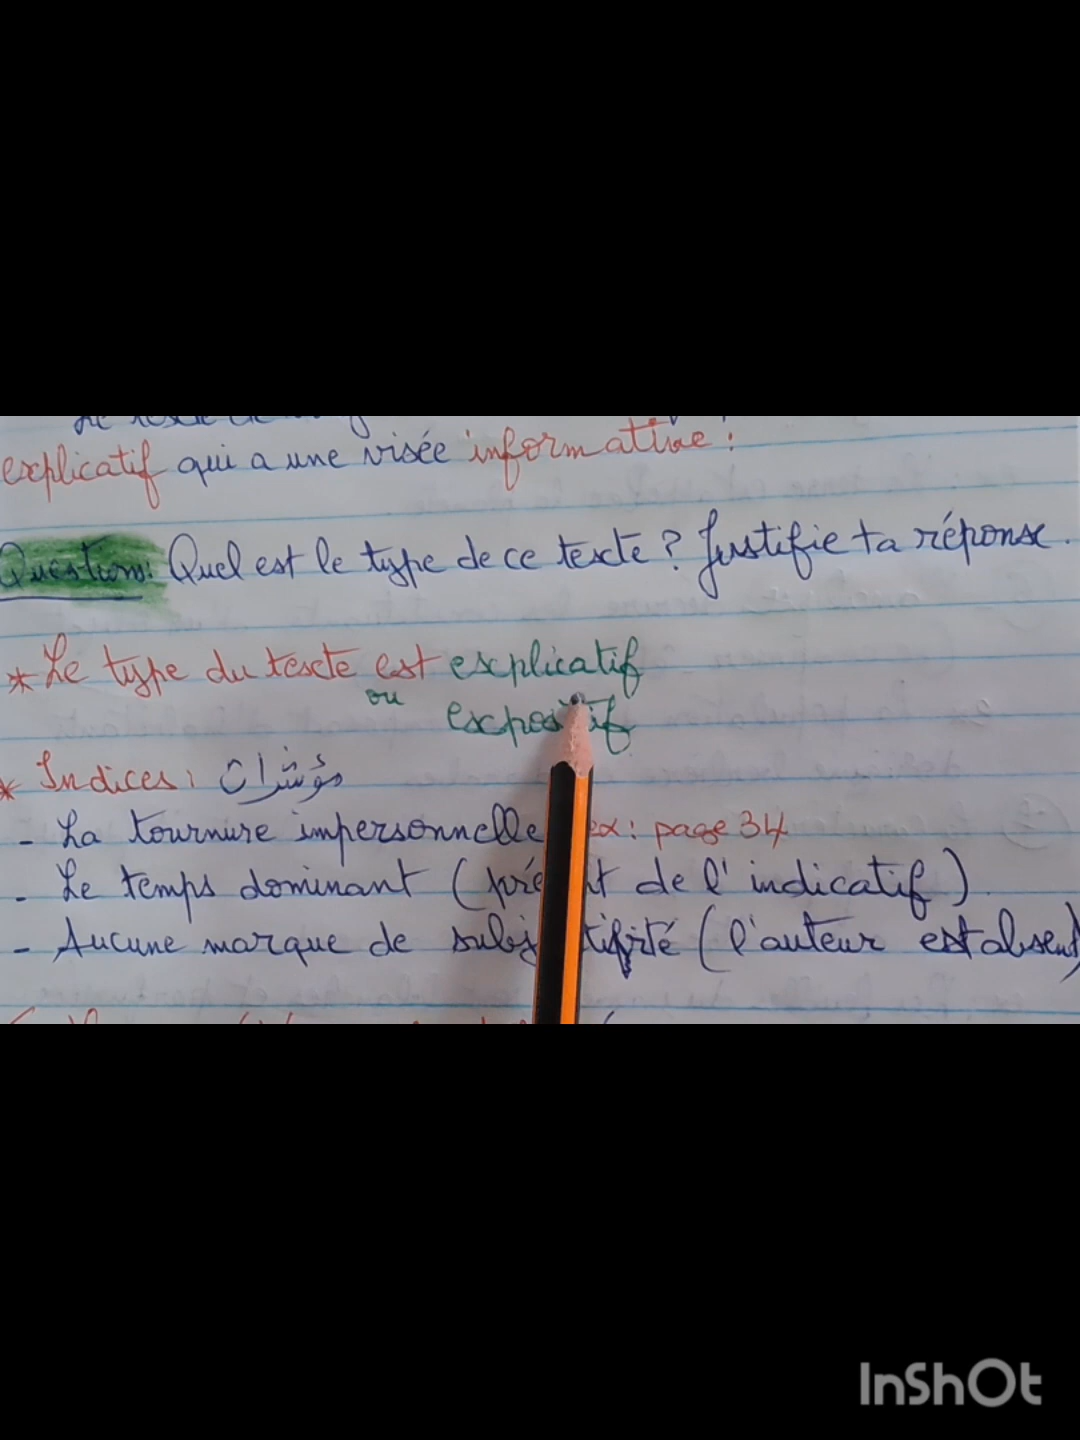 explicatif qui a une visée informative.
Question: Quel est le type de ce texte ? Justifie ta réponse.
* Le type du texte est explicatif
ou expositif
* Indices: مؤشرات
- La tournure impersonnelle ex: page 34
- Le temps dominant ( de l'indicatif)
- Aucune marque de (l'auteur est absent)
InShOt